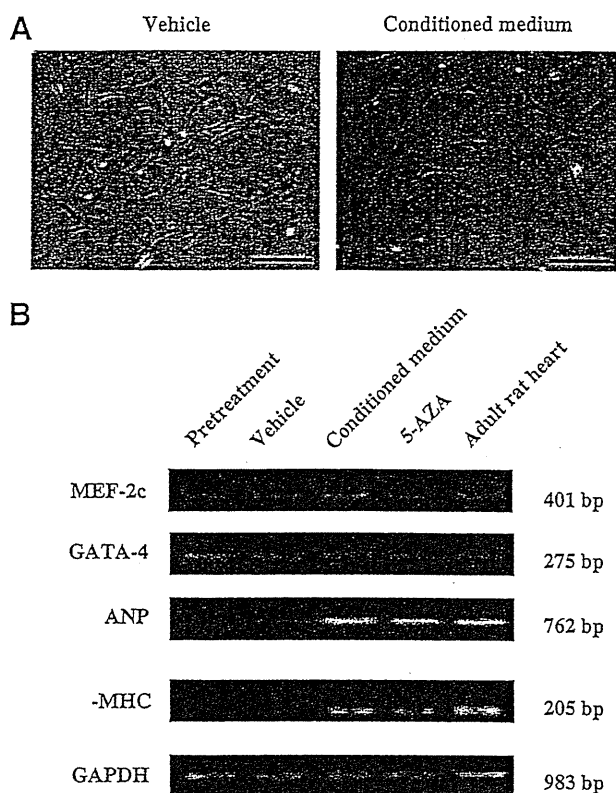 A
Vehicle
Conditioned medium
B
Pretreatment
Vehicle
Conditioned medium
5-AZA
Adult rat heart
MEF-2c
401 bp
GATA-4
275 bp
ANP
762 bp
-MHC
205 bp
GAPDH
983 bp